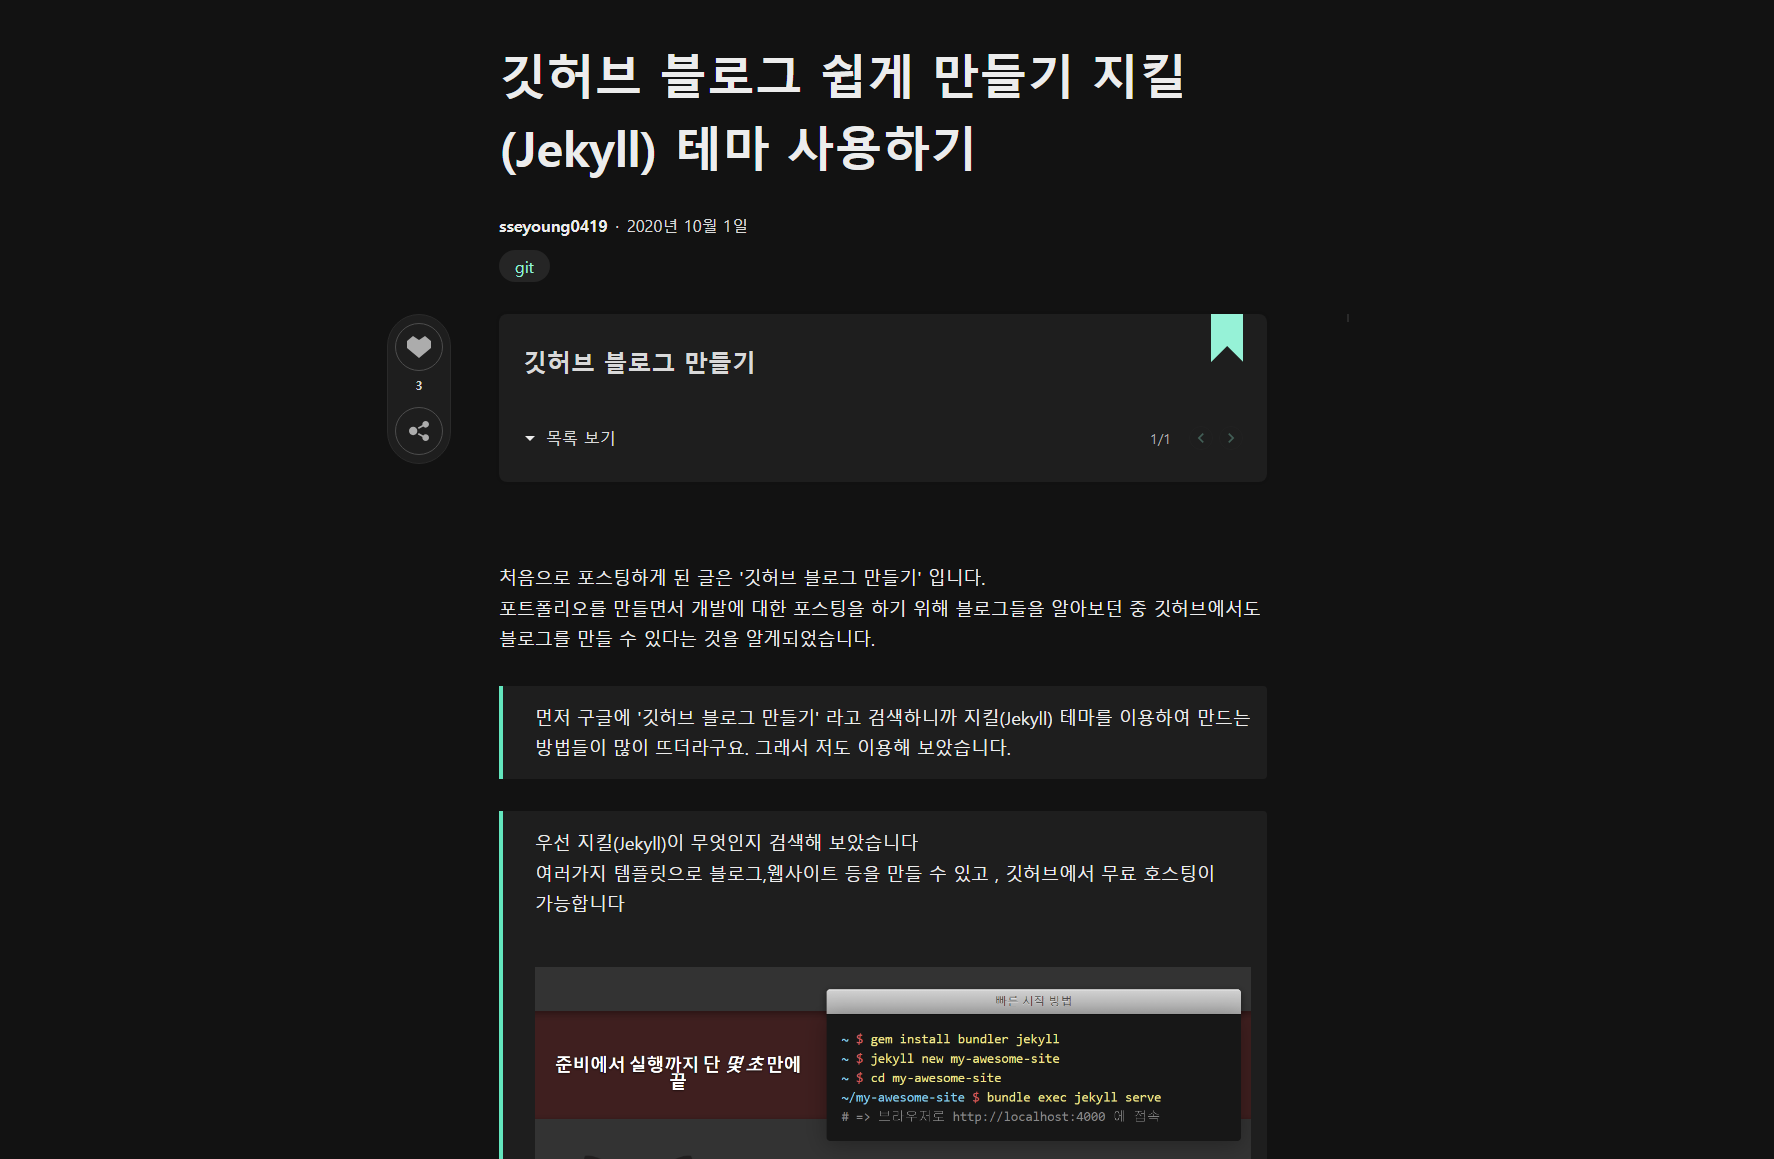 깃허브 블로그 쉽게 만들기 지킬
(Jekyll) 테마 사용하기
sseyoung0419 · 2020년 10월 1일
git
3
깃허브 블로그 만들기
목록 보기
1/1
처음으로 포스팅하게 된 글은 '깃허브 블로그 만들기' 입니다.
포트폴리오를 만들면서 개발에 대한 포스팅을 하기 위해 블로그들을 알아보던 중 깃허브에서도
블로그를 만들 수 있다는 것을 알게되었습니다.
먼저 구글에 '깃허브 블로그 만들기' 라고 검색하니까 지킬(Jekyll) 테마를 이용하여 만드는
방법들이 많이 뜨더라구요. 그래서 저도 이용해 보았습니다.
우선 지킬(Jekyll)이 무엇인지 검색해 보았습니다
여러가지 템플릿으로 블로그,웹사이트 등을 만들 수 있고 , 깃허브에서 무료 호스팅이
가능합니다
준비에서 실행까지 단 몇 초만에
끝
빠른 시작 방법
~ $ gem install bundler jekyll
~ $ jekyll new my-awesome-site
~ $ cd my-awesome-site
~/my-awesome-site $ bundle exec jekyll serve
# => 브라우저로 http://localhost:4000 에 접속